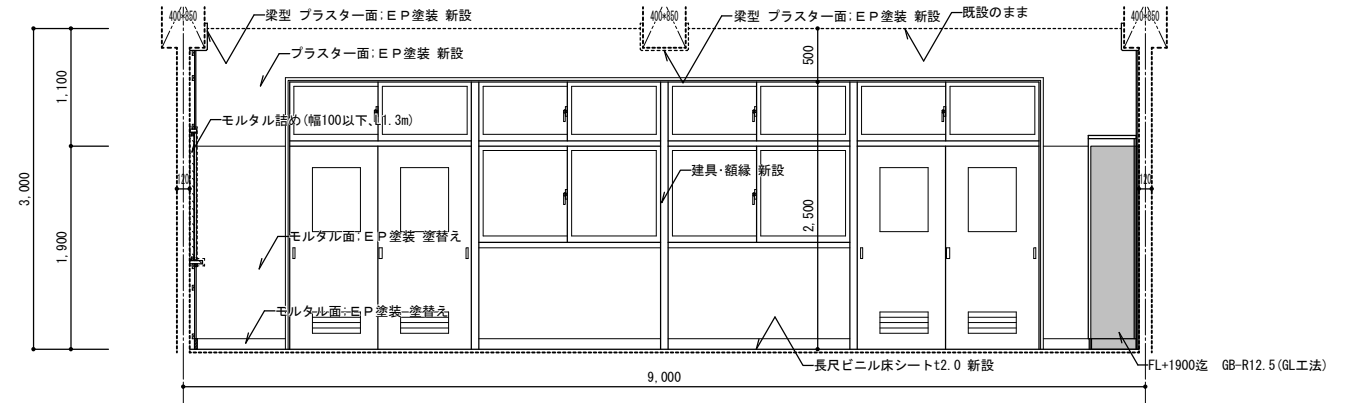 400×850
梁型 プラスター面;ＥＰ塗装 新設
400×850
梁型 プラスター面;ＥＰ塗装 新設
既設のまま
400×850
プラスター面;ＥＰ塗装 新設
500
1,100
モルタル詰め(幅100以下、L1.3m)
建具・額縁 新設
120
120
3,000
2,500
1,900
モルタル面;ＥＰ塗装 塗替え
モルタル面;ＥＰ塗装 塗替え
長尺ビニル床シートt2.0 新設
FL+1900迄 GB-R12.5(GL工法)
9,000